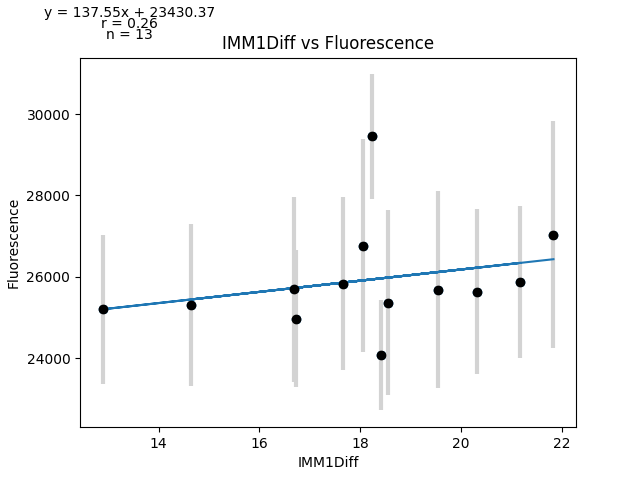 y = 137.55x + 23430.37
r = 0.26
n = 13
IMM1Diff vs Fluorescence
Fluorescence
30000
28000
26000
24000
14
16
18
20
22
IMM1Diff